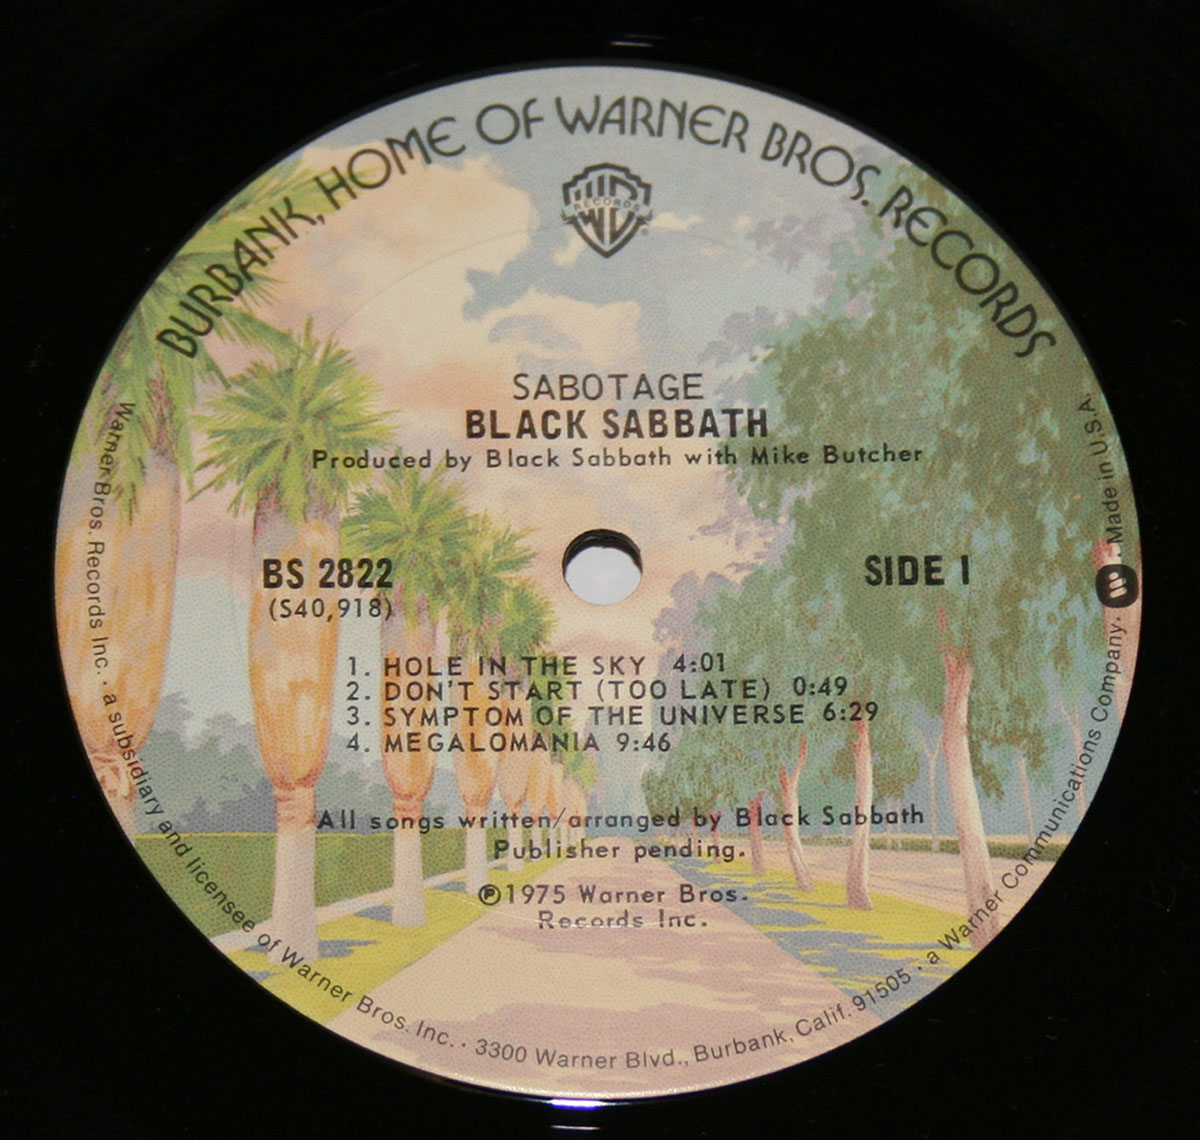 BURBANK, HOME OF WARNER BROS. RECORDS
WB
RECORDS
SABOTAGE
BLACK SABBATH
Produced by Black Sabbath with Mike Butcher
BS 2822
(S40,918)
SIDE 1
1. HOLE IN THE SKY 4:01
2. DON'T START (TOO LATE) 0:49
3. SYMPTOM OF THE UNIVERSE 6:29
4. MEGALOMANIA 9:46
All songs written/arranged by Black Sabbath
Publisher pending.
℗1975 Warner Bros.
Records Inc.
Warner Bros. Records Inc. · a subsidiary and licensee of Warner Bros. Inc. · 3300 Warner Blvd., Burbank, Calif. 91505 · a Warner Communications Company. Made in U.S.A.